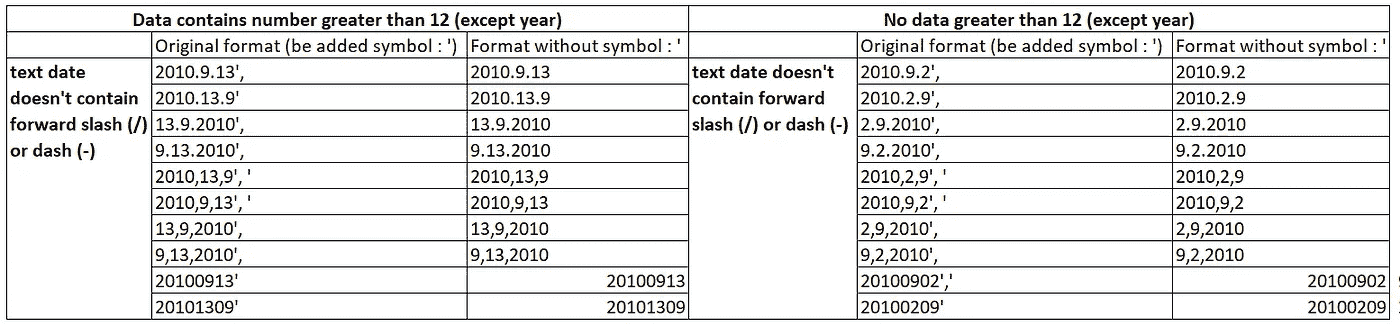 Data contains number greater than 12 (except year) No data greater than 12 (except year)
Original format (be added symbol : ') Format without symbol : ' Original format (be added symbol : ') Format without symbol : '
text date 2010.9.13', 2010.9.13 text date doesn't 2010.9.2', 2010.9.2
doesn't contain 2010.13.9' 2010.13.9 contain forward 2010.2.9', 2010.2.9
forward slash (/) 13.9.2010', 13.9.2010 slash (/) or dash (-) 2.9.2010', 2.9.2010
or dash (-) 9.13.2010', 9.13.2010 9.2.2010', 9.2.2010
2010,13,9', ' 2010,13,9 2010,2,9', ' 2010,2,9
2010,9,13', ' 2010,9,13 2010,9,2', ' 2010,9,2
13,9,2010', 13,9,2010 2,9,2010', 2,9,2010
9,13,2010', 9,13,2010 9,2,2010', 9,2,2010
20100913' 20100913 20100902',' 20100902
20101309' 20101309 20100209' 20100209